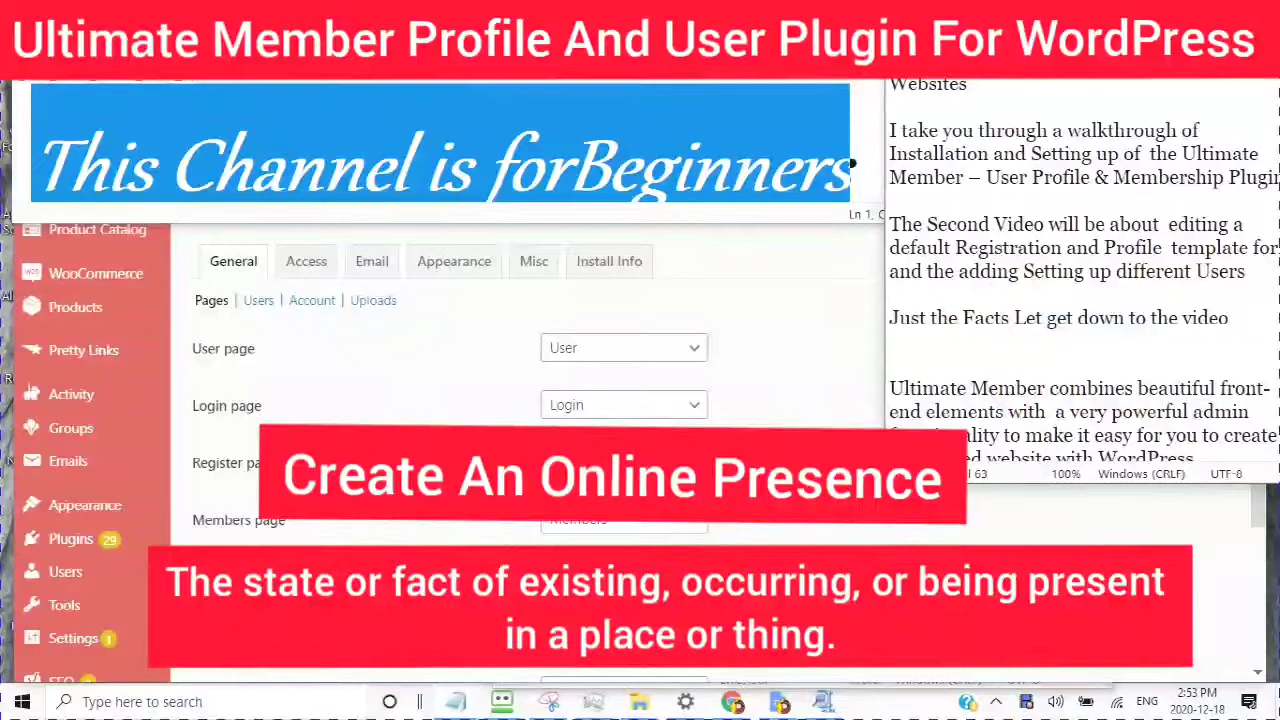 Ultimate Member Profile And User Plugin For WordPress
This Channel is forBeginners.
Ln 1, C
Websites
I take you through a walkthrough of
Installation and Setting up of the Ultimate
Member – User Profile & Membership Plugin
The Second Video will be about editing a
default Registration and Profile template for
and the adding Setting up different Users
Just the Facts Let get down to the video
Ultimate Member combines beautiful front-
end elements with a very powerful admin
to make it easy for you to create
website with WordPress
63 100% Windows (CRLF) UTF-8
Product Catalog
WooCommerce
Products
Pretty Links
Activity
Groups
Emails
Appearance
Plugins 29
Users
Tools
Settings 1
SEO
General Access Email Appearance Misc Install Info
Pages | Users | Account | Uploads
User page User
Login page Login
Register pa
Members page Members
Create An Online Presence
The state or fact of existing, occurring, or being present
in a place or thing.
Type here to search
ENG
2:53 PM
2020-12-18